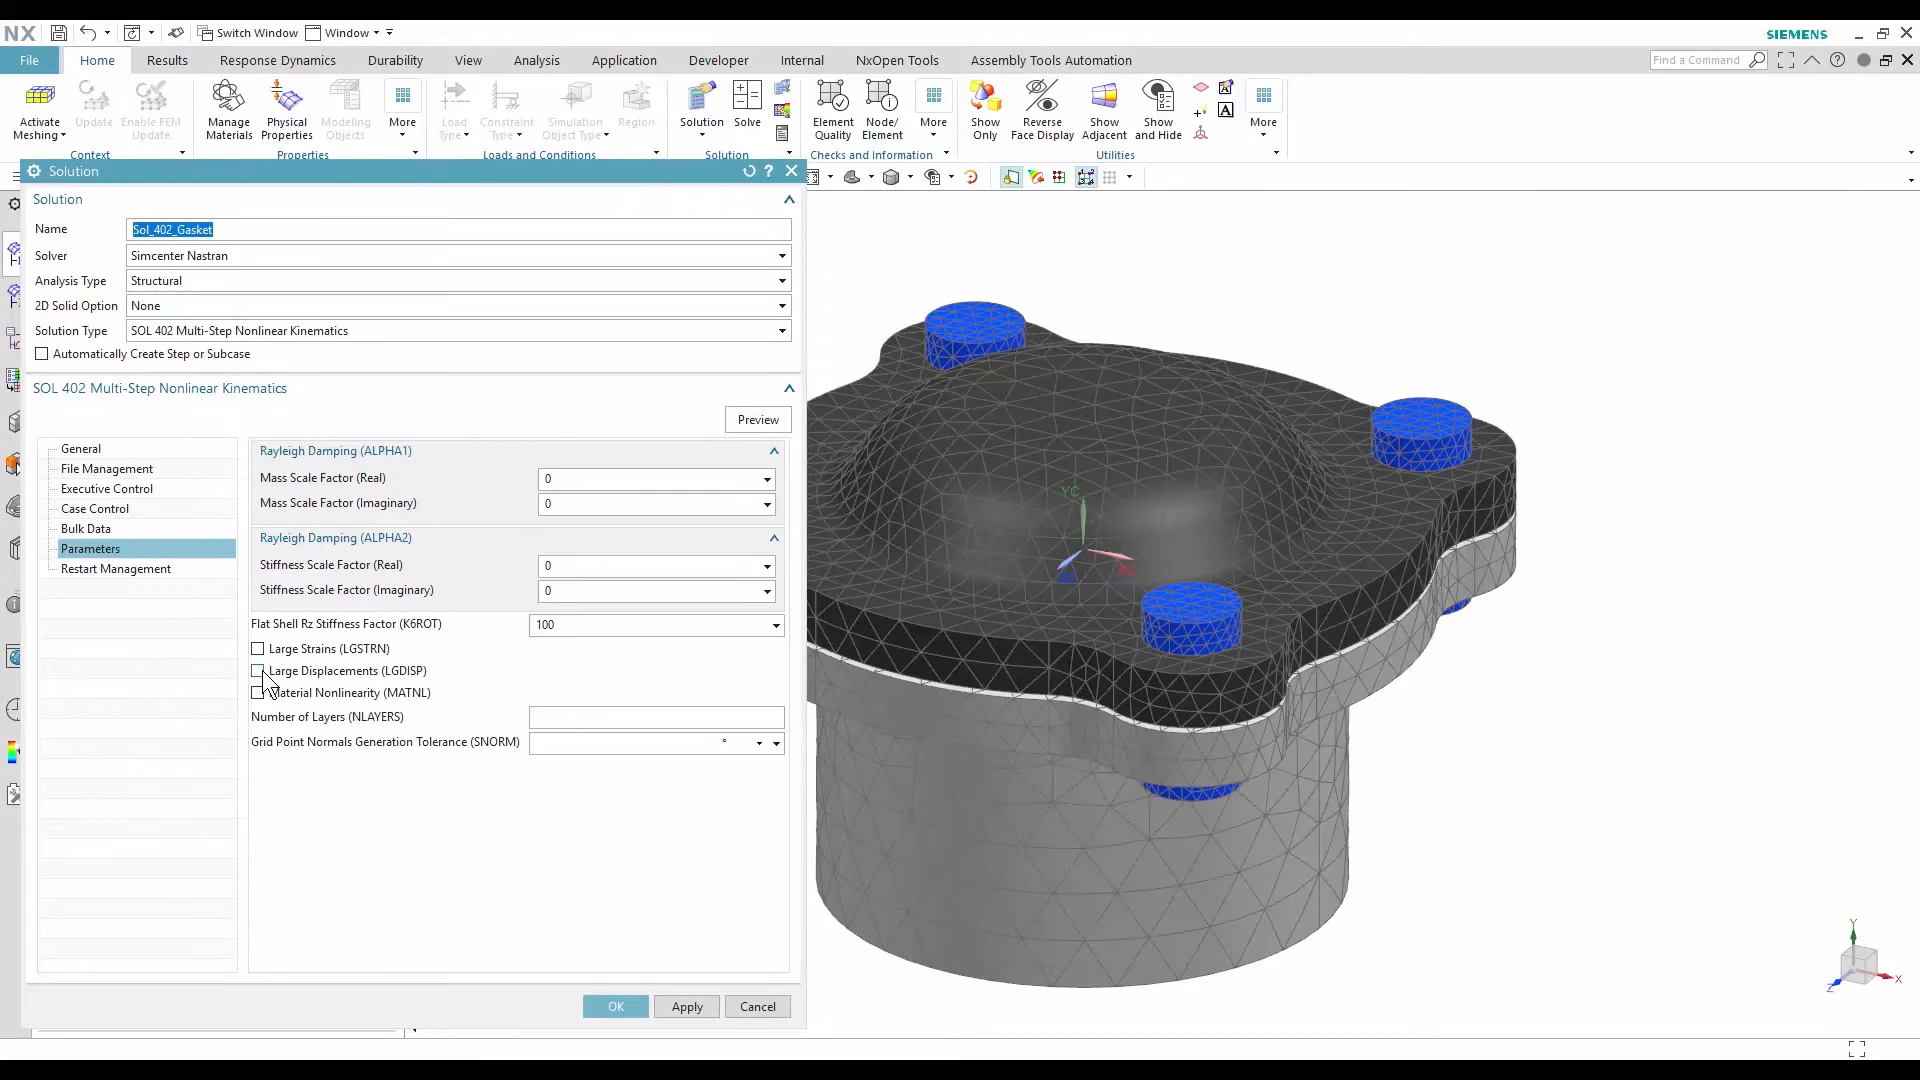 NX
Switch Window
Window
SIEMENS
File
Home
Results
Response Dynamics
Durability
View
Analysis
Application
Developer
Internal
NxOpen Tools
Assembly Tools Automation
Find a Command
Activate Meshing
Update
Enable FEM Update
Manage Materials
Physical Properties
Modeling Objects
More
Load Type
Constraint Type
Simulation Object Type
Region
Solution
Solve
Element Quality
Node/ Element
More
Show Only
Reverse Face Display
Show Adjacent
Show and Hide
A
More
Context
Properties
Loads and Conditions
Solution
Checks and Information
Utilities
Solution
Solution
Name
Sol_402_Gasket
Solver
Simcenter Nastran
Analysis Type
Structural
2D Solid Option
None
Solution Type
SOL 402 Multi-Step Nonlinear Kinematics
Automatically Create Step or Subcase
SOL 402 Multi-Step Nonlinear Kinematics
Preview
General
File Management
Executive Control
Case Control
Bulk Data
Parameters
Restart Management
Rayleigh Damping (ALPHA1)
Mass Scale Factor (Real)
0
Mass Scale Factor (Imaginary)
0
Rayleigh Damping (ALPHA2)
Stiffness Scale Factor (Real)
0
Stiffness Scale Factor (Imaginary)
0
Flat Shell Rz Stiffness Factor (K6ROT)
100
Large Strains (LGSTRN)
Large Displacements (LGDISP)
Material Nonlinearity (MATNL)
Number of Layers (NLAYERS)
Grid Point Normals Generation Tolerance (SNORM)
°
OK
Apply
Cancel
YC
XC
Y
X
Z